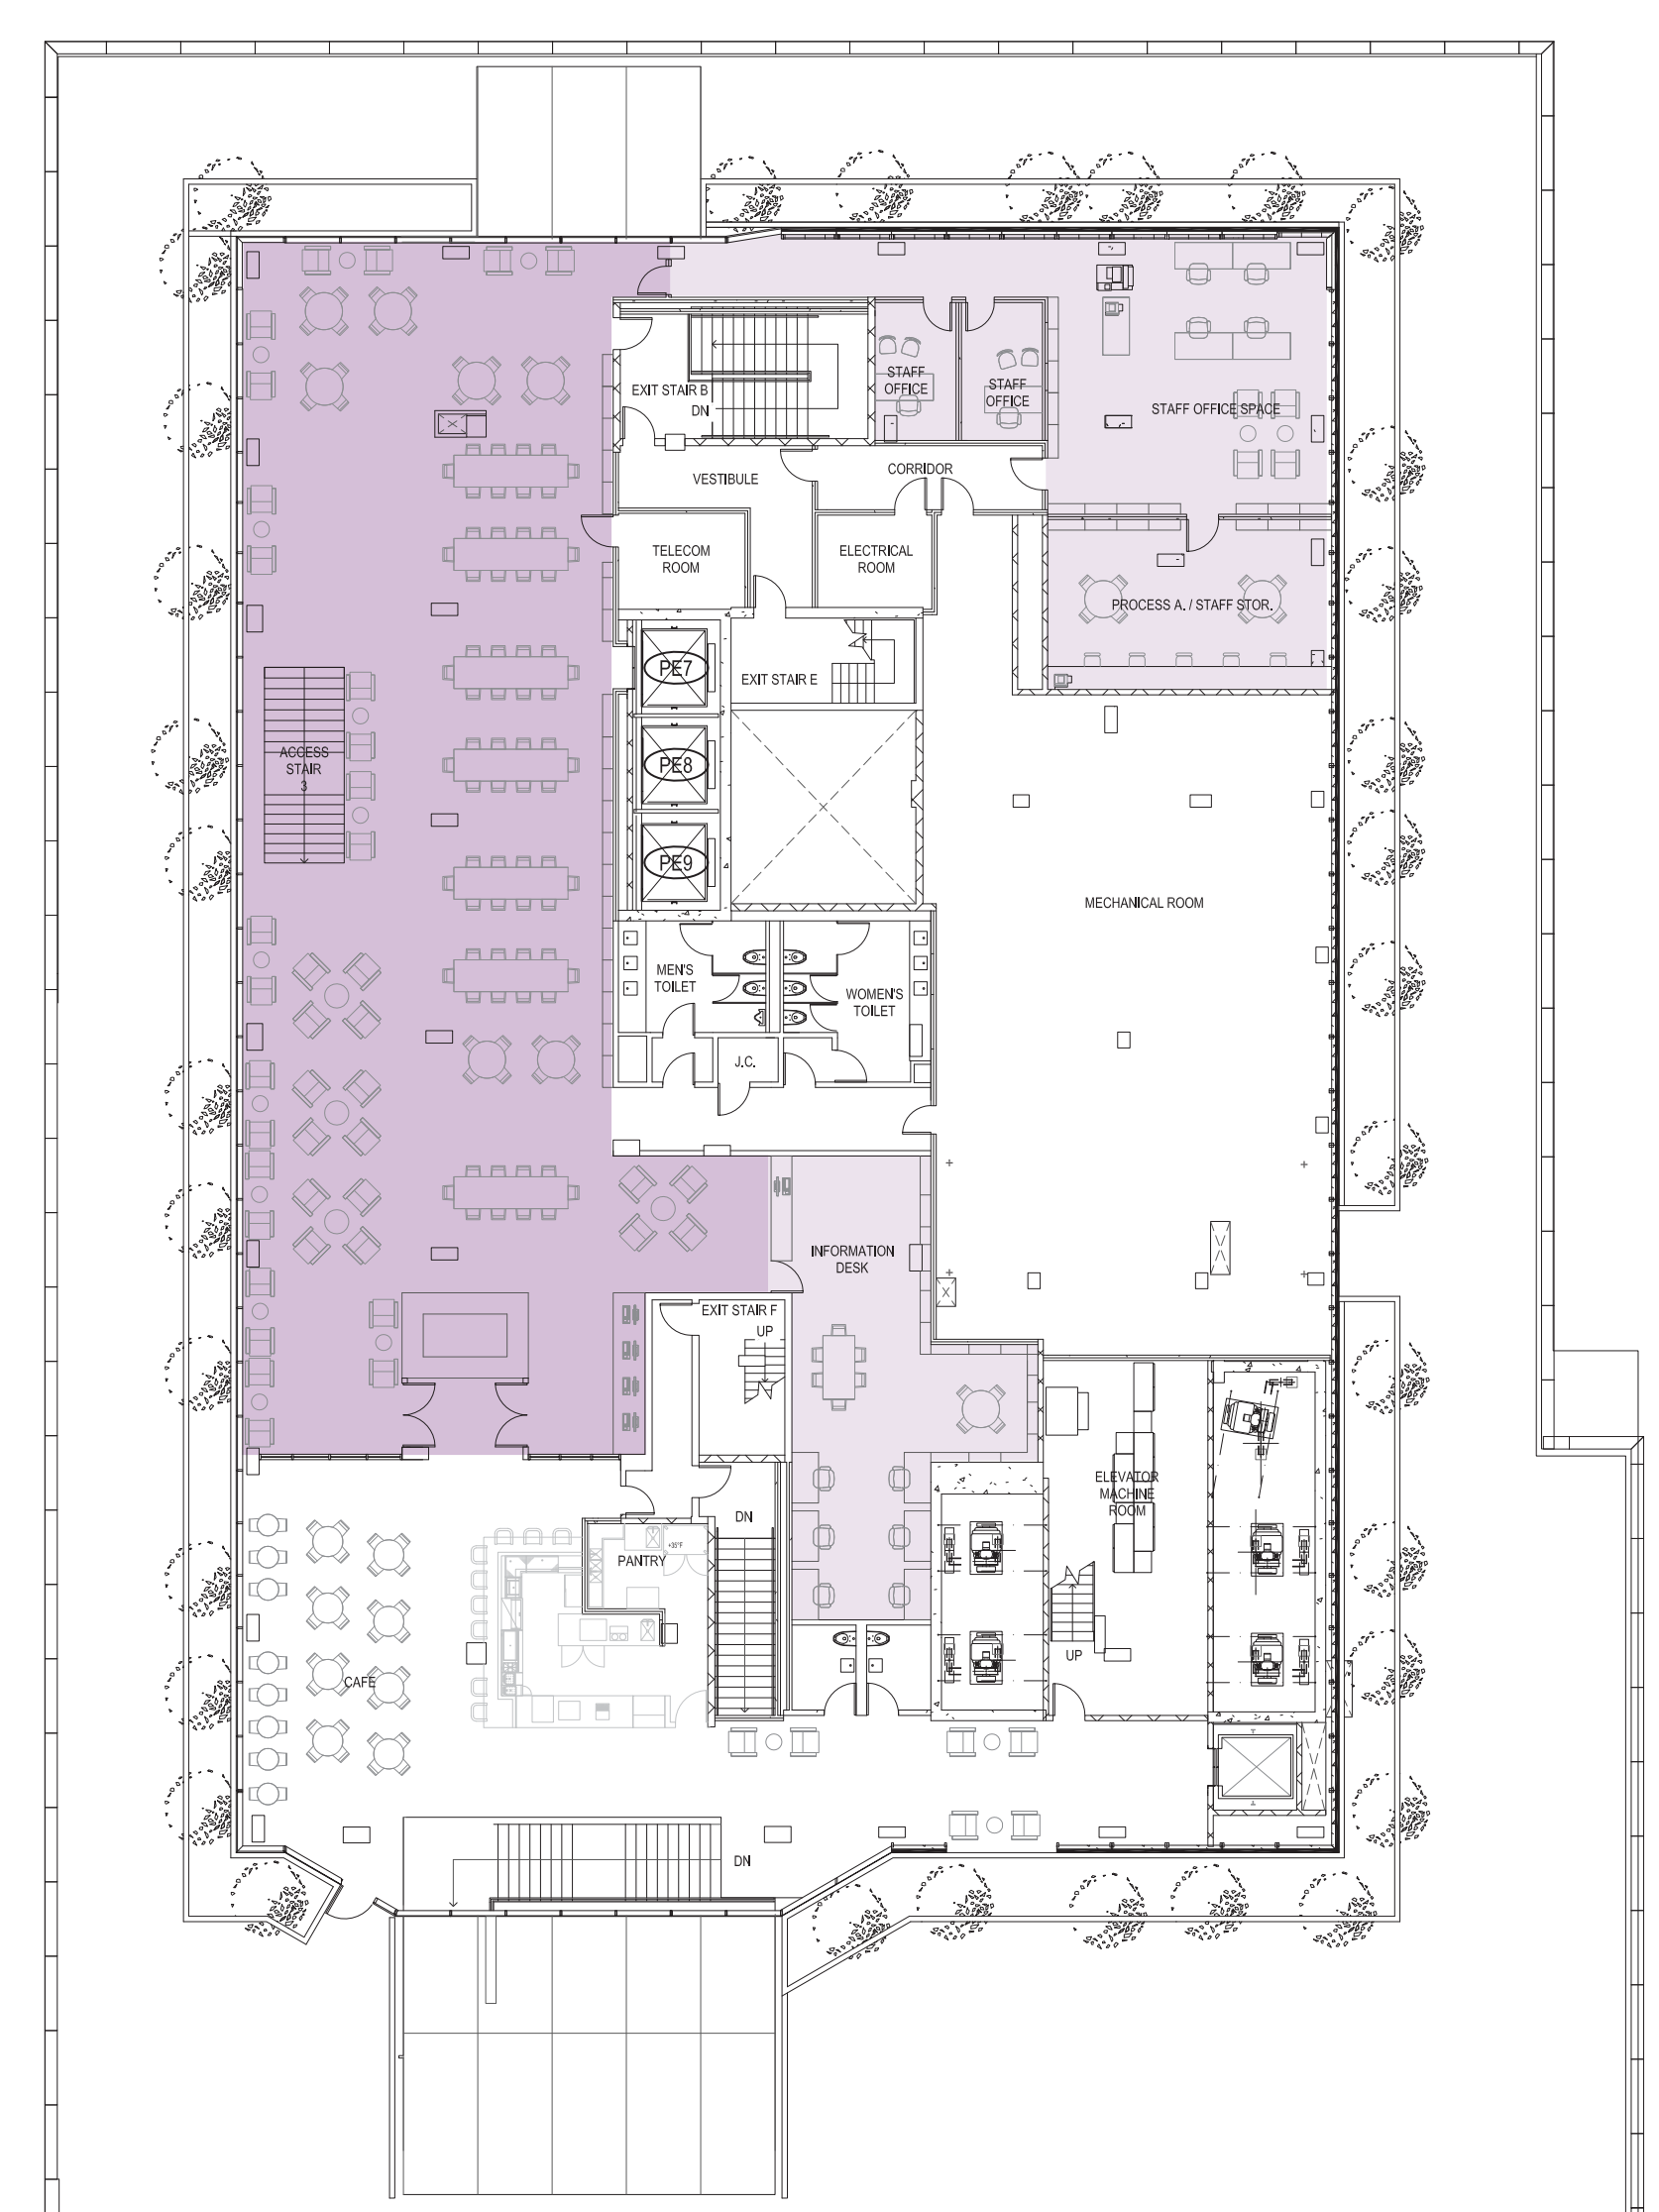 EXIT STAIR B
DN
STAFF
OFFICE
STAFF
OFFICE
STAFF OFFICE SPACE
VESTIBULE
CORRIDOR
TELECOM
ROOM
ELECTRICAL
ROOM
PROCESS A. / STAFF STOR.
PE7
EXIT STAIR E
ACCESS
STAIR
3
PE8
PE9
MECHANICAL ROOM
MEN'S
TOILET
WOMEN'S
TOILET
J.C.
INFORMATION
DESK
EXIT STAIR F
UP
ELEVATOR
MACHINE
ROOM
DN
PANTRY
+35°F
UP
CAFE
DN